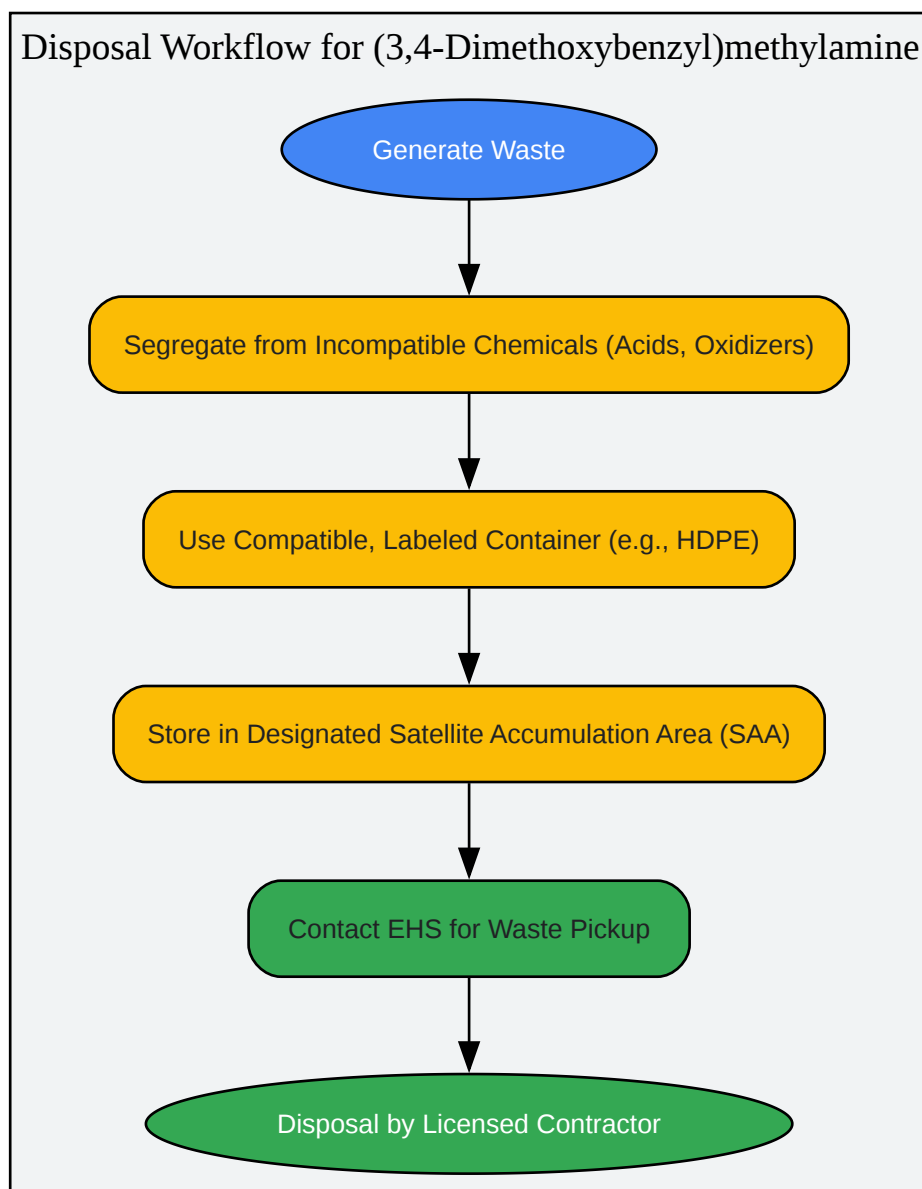 Disposal Workflow for (3,4-Dimethoxybenzyl)methylamine
Generate Waste
Segregate from Incompatible Chemicals (Acids, Oxidizers)
Use Compatible, Labeled Container (e.g., HDPE)
Store in Designated Satellite Accumulation Area (SAA)
Contact EHS for Waste Pickup
Disposal by Licensed Contractor